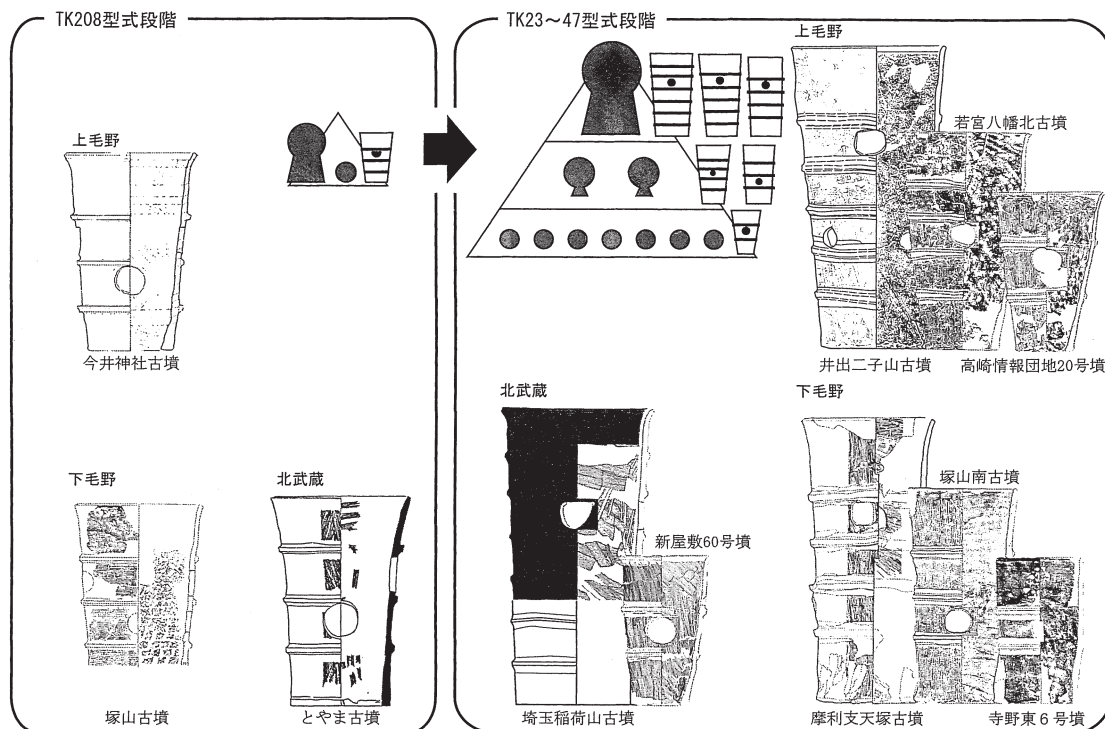 TK208型式段階
上毛野
今井神社古墳
下毛野
塚山古墳
北武蔵
とやま古墳
TK23～47型式段階
上毛野
若宮八幡北古墳
井出二子山古墳
高崎情報団地20号墳
北武蔵
新屋敷60号墳
埼玉稲荷山古墳
下毛野
塚山南古墳
摩利支天塚古墳
寺野東６号墳